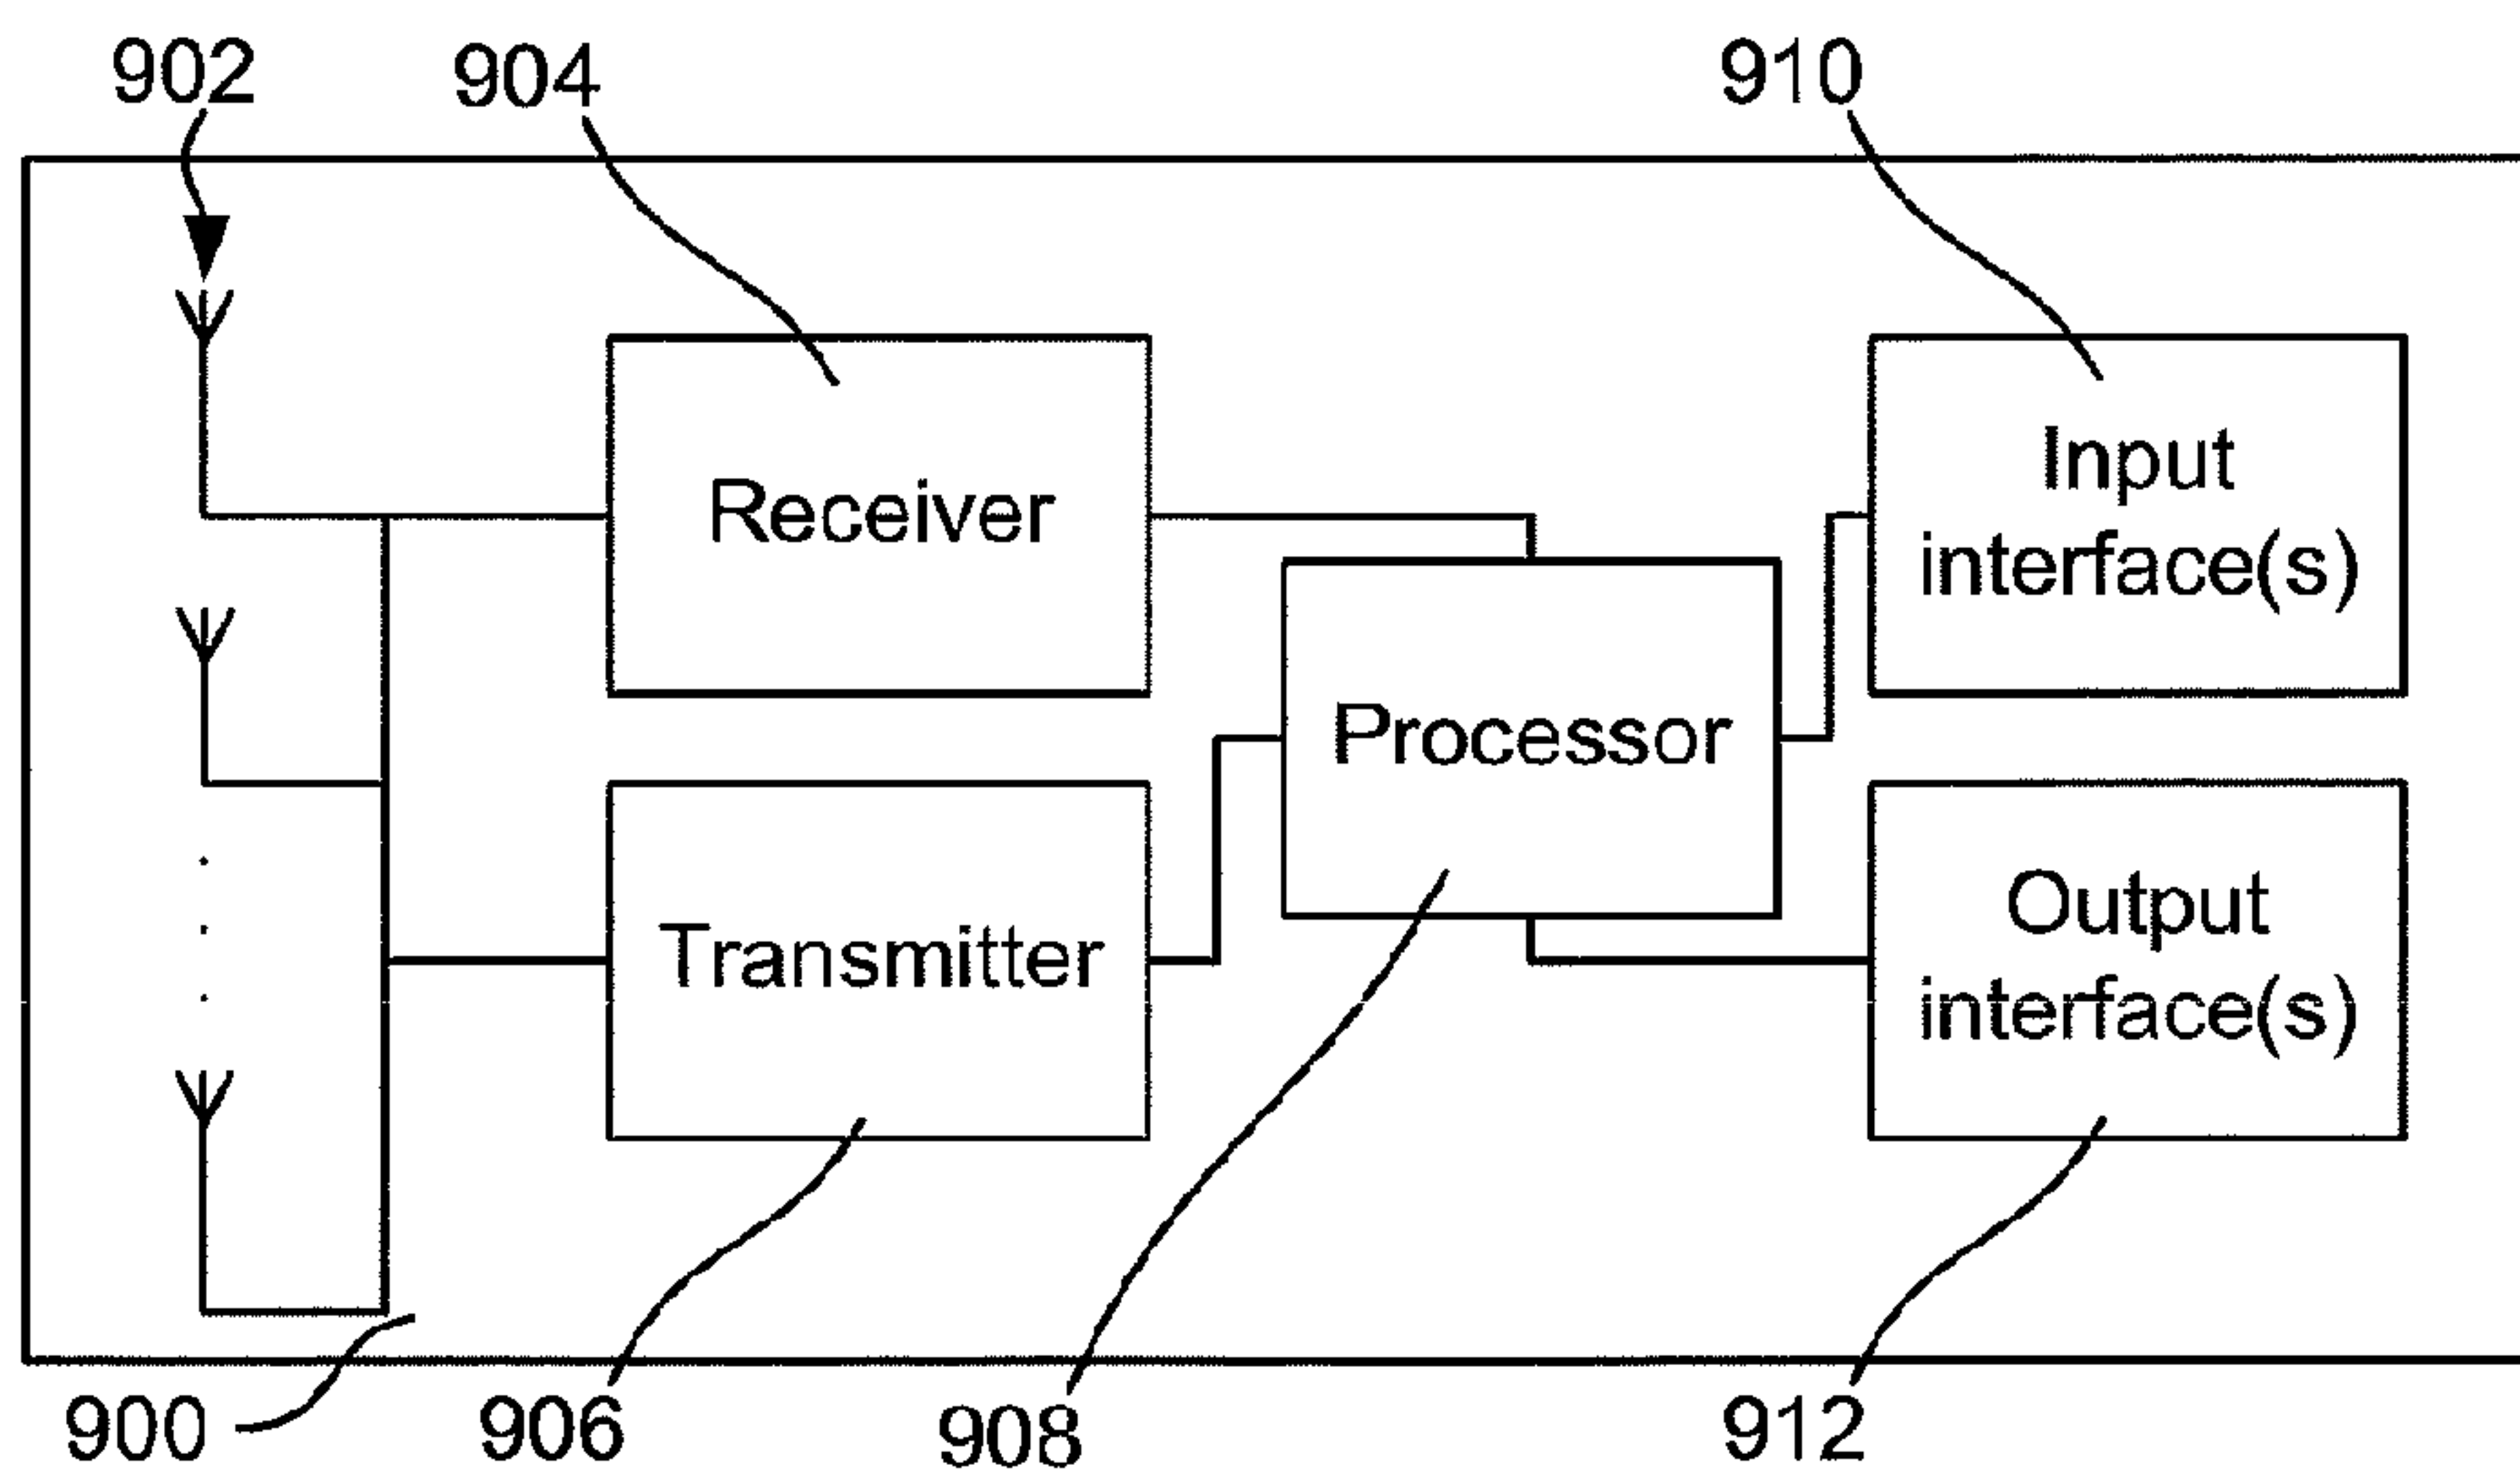 902
904
910
Receiver
Input
interface(s)
Processor
Transmitter
Output
interface(s)
900
906
908
912